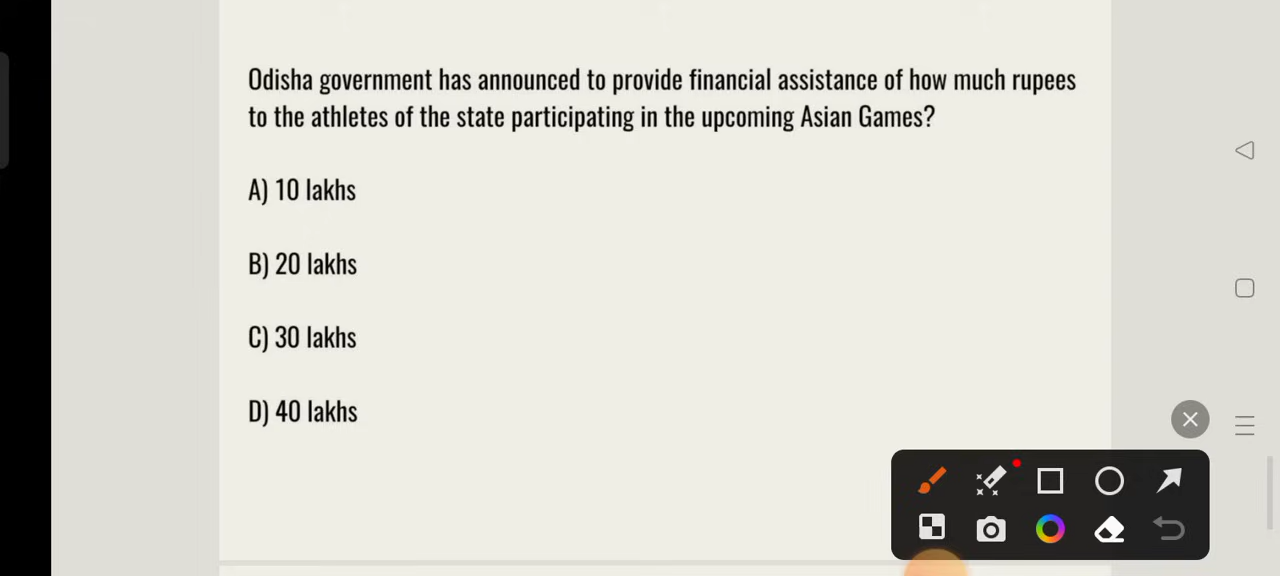 Odisha government has announced to provide financial assistance of how much rupees
to the athletes of the state participating in the upcoming Asian Games?
A) 10 lakhs
B) 20 lakhs
C) 30 lakhs
D) 40 lakhs